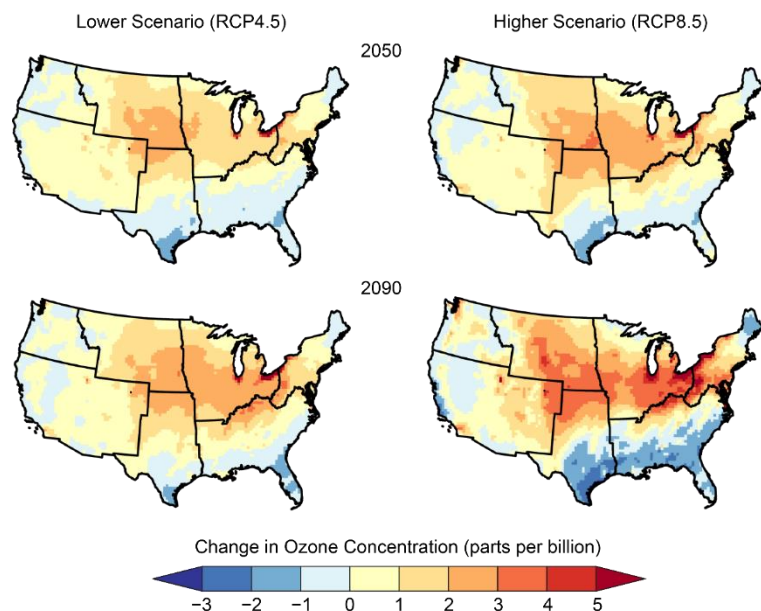 Lower Scenario (RCP4.5)
Higher Scenario (RCP8.5)
2050
2090
Change in Ozone Concentration (parts per billion)
−3 −2 −1 0 1 2 3 4 5